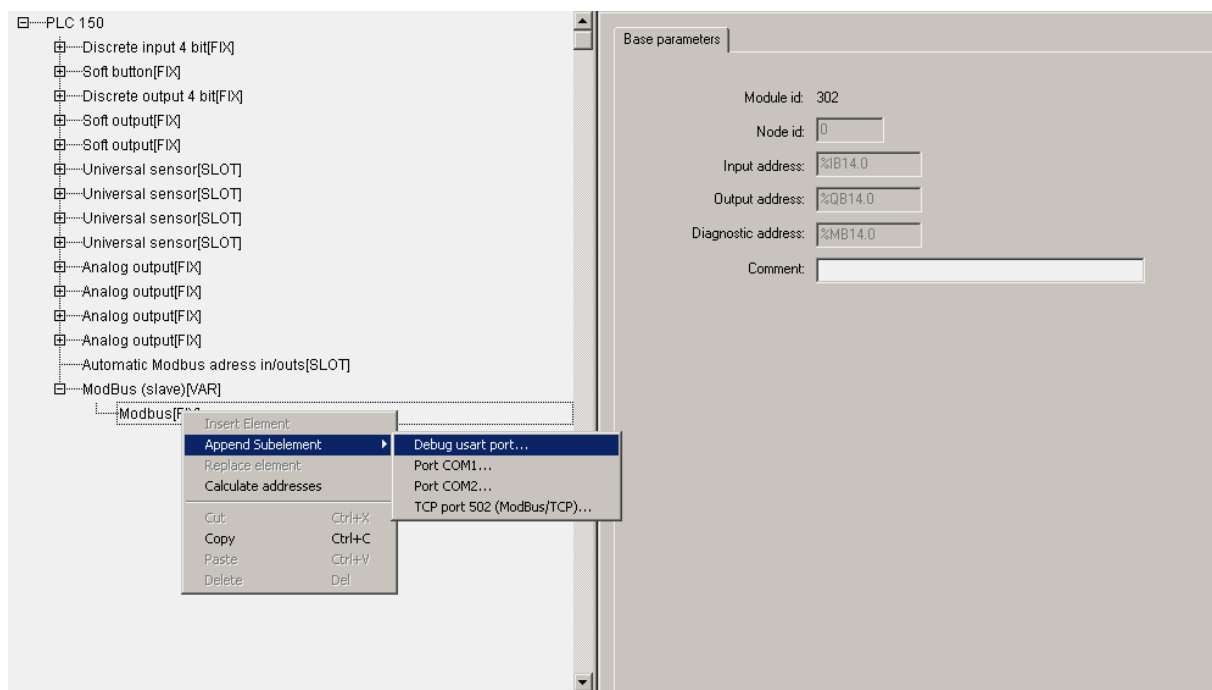 PLC 150
Discrete input 4 bit[FIX]
Soft button[FIX]
Discrete output 4 bit[FIX]
Soft output[FIX]
Soft output[FIX]
Universal sensor[SLOT]
Universal sensor[SLOT]
Universal sensor[SLOT]
Universal sensor[SLOT]
Analog output[FIX]
Analog output[FIX]
Analog output[FIX]
Analog output[FIX]
Automatic Modbus adress in/outs[SLOT]
ModBus (slave)[VAR]
Modbus[FIX]
Insert Element
Append Subelement
Replace element
Calculate addresses
Cut Ctrl+X
Copy Ctrl+C
Paste Ctrl+V
Delete Del
Debug usart port...
Port COM1...
Port COM2...
TCP port 502 (ModBus/TCP)...
Base parameters
Module id: 302
Node id: 0
Input address: %IB14.0
Output address: %QB14.0
Diagnostic address: %MB14.0
Comment: